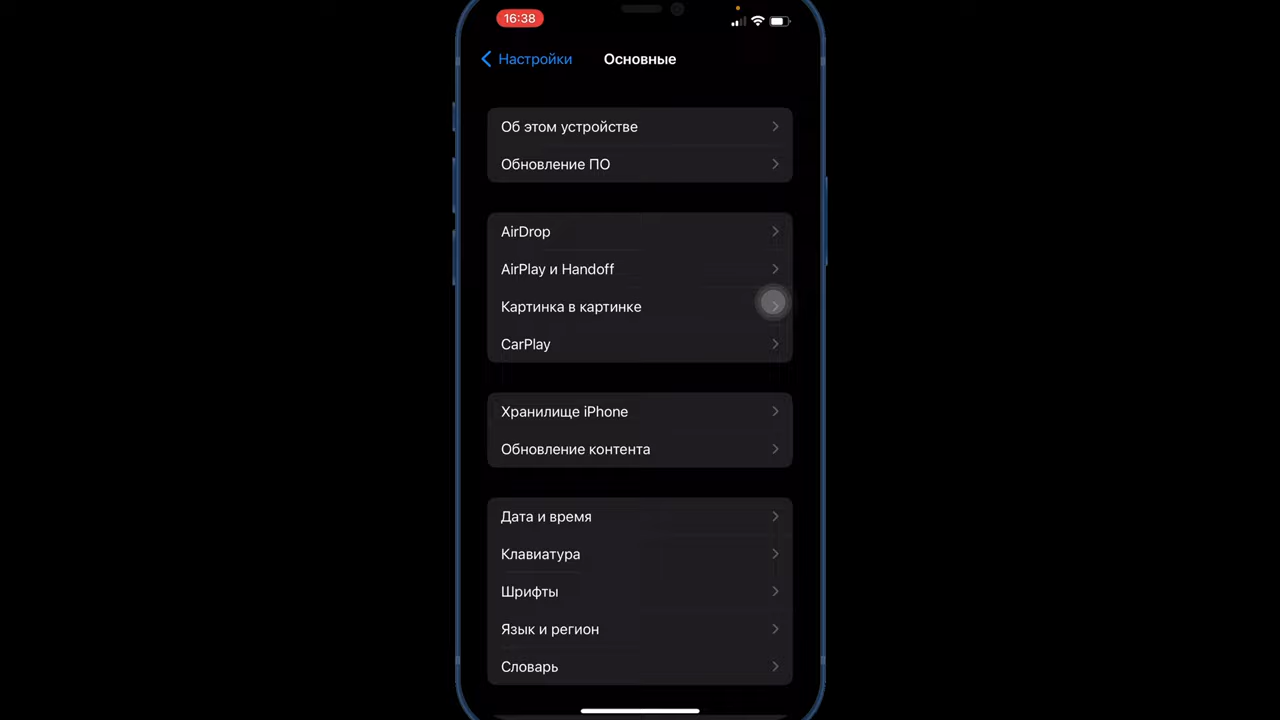 16:38
Настройки
Основные
Об этом устройстве
Обновление ПО
AirDrop
AirPlay и Handoff
Картинка в картинке
CarPlay
Хранилище iPhone
Обновление контента
Дата и время
Клавиатура
Шрифты
Язык и регион
Словарь